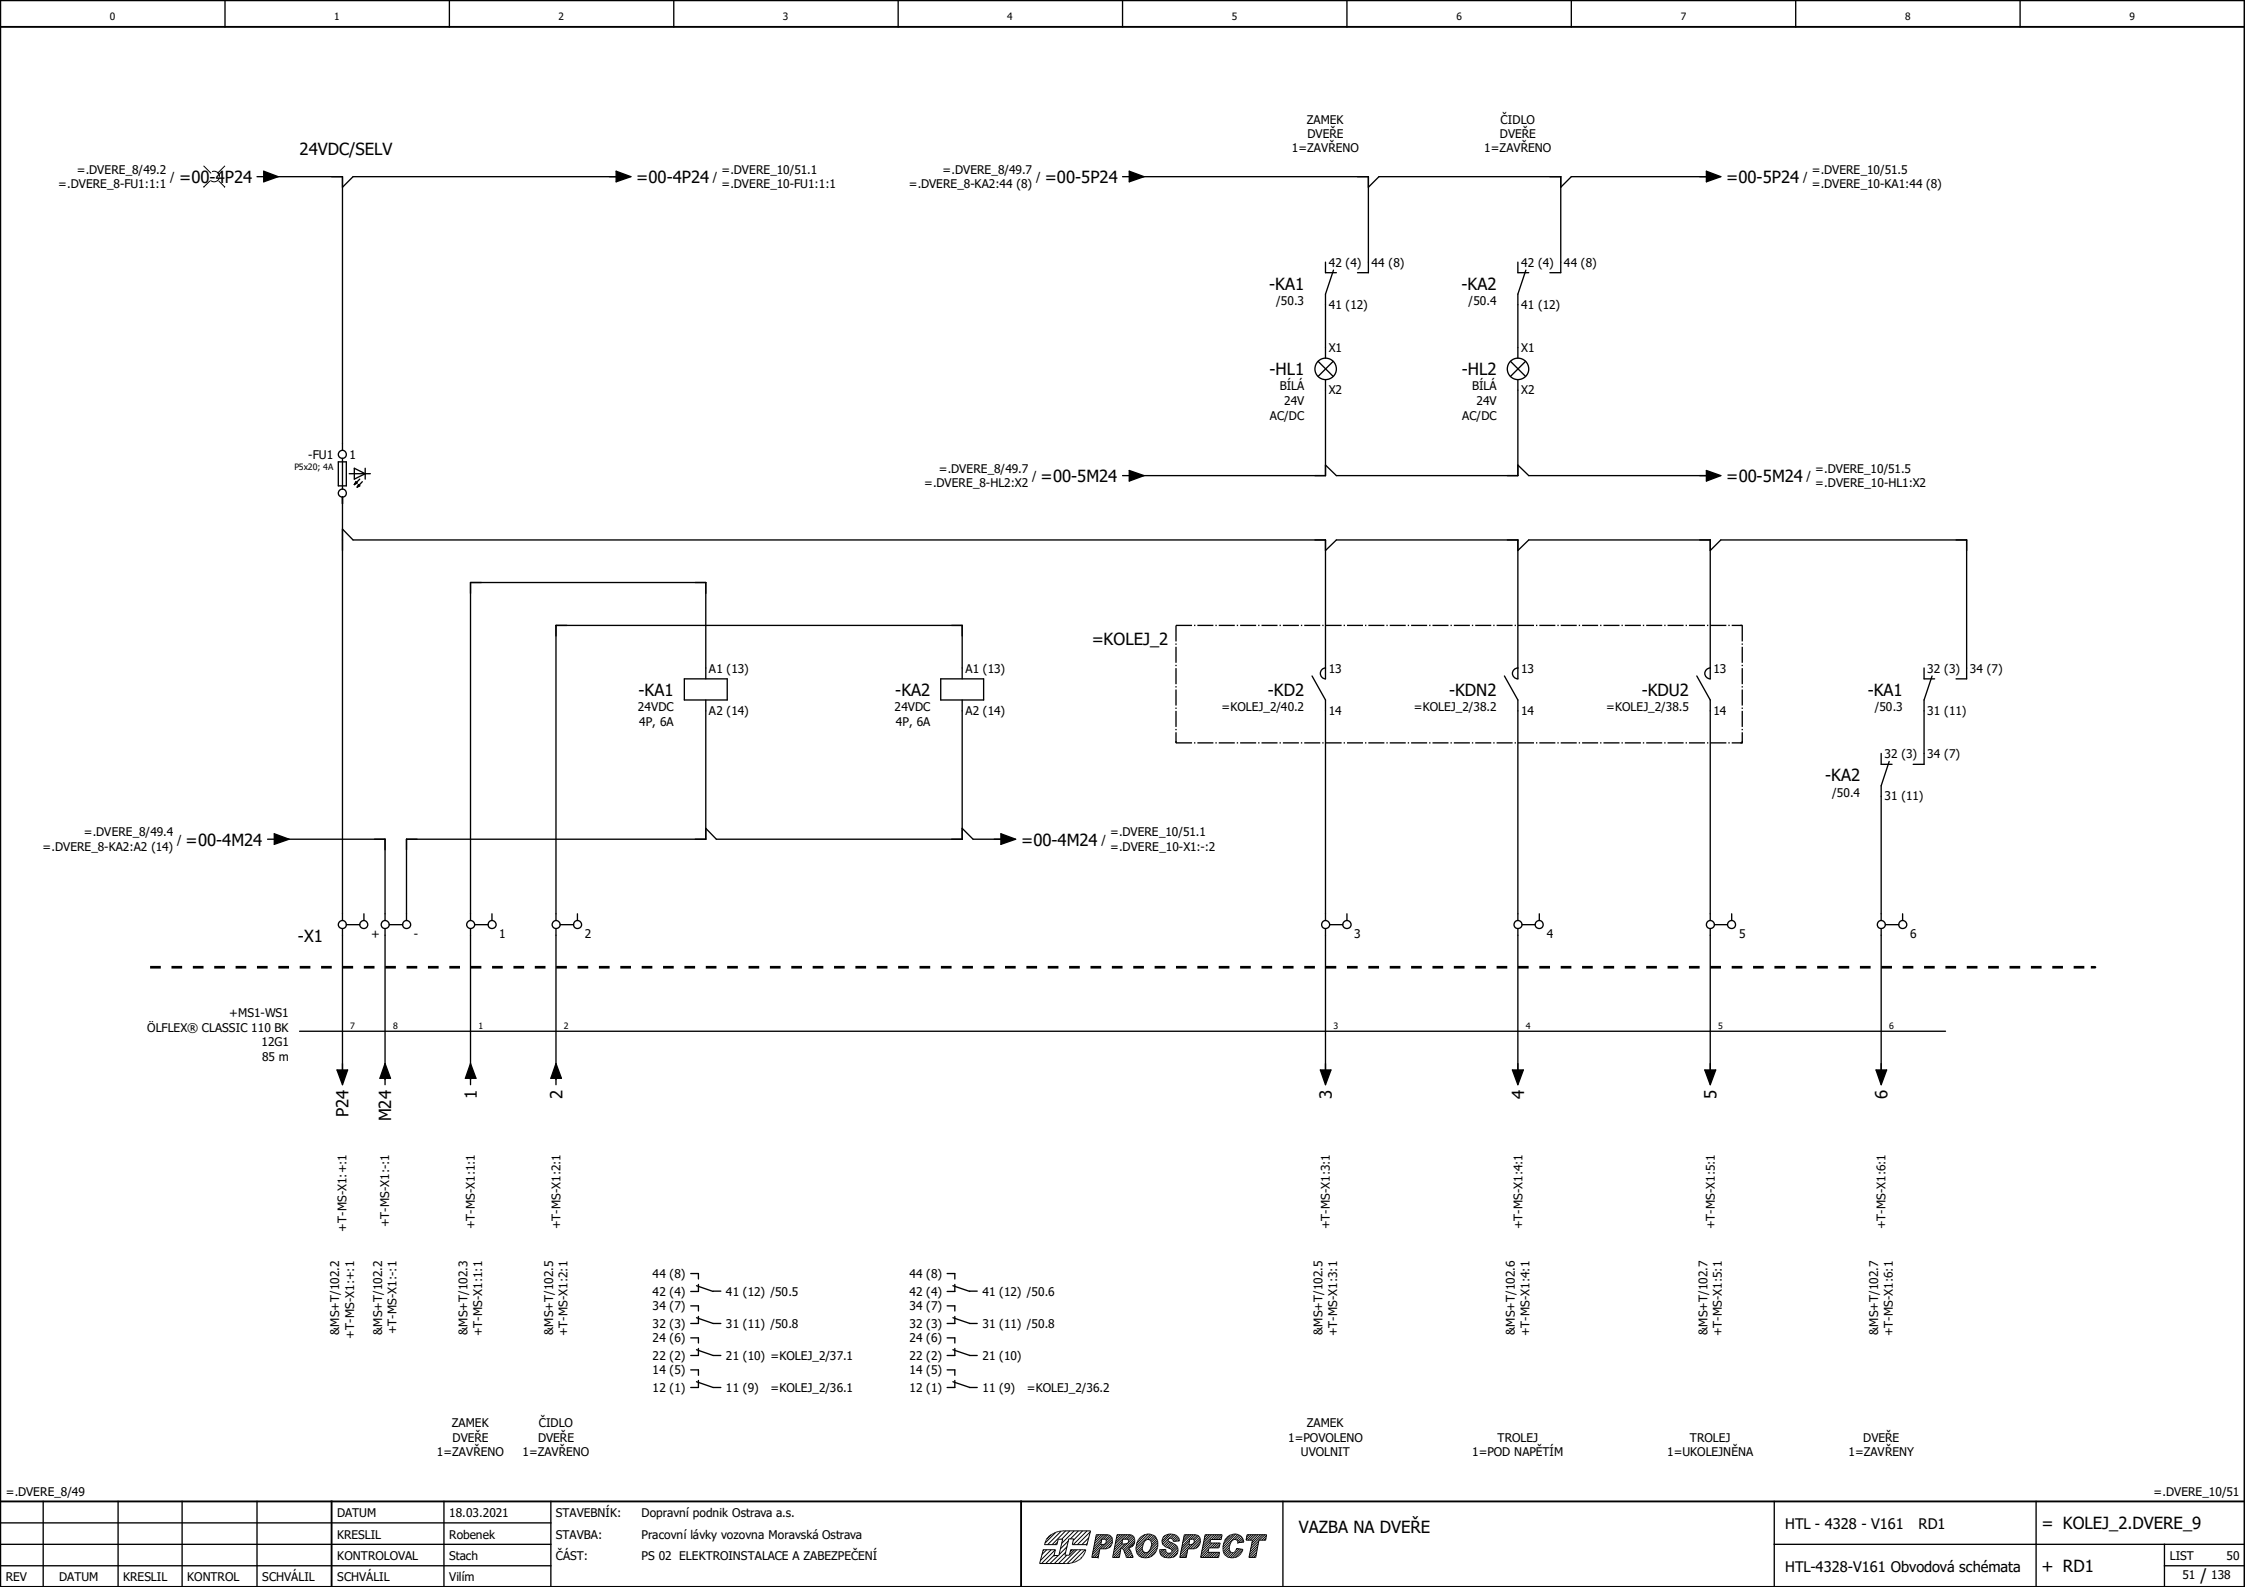 0 1 2 3 4 5 6 7 8 9
ZAMEK
DVEŘE
1=ZAVŘENO
ČIDLO
DVEŘE
1=ZAVŘENO
24VDC/SELV
=.DVERE_8/49.2
=.DVERE_8-FU1:1:1 / =00-4P24
=00-4P24 / =.DVERE_10/51.1
=.DVERE_10-FU1:1:1
=.DVERE_8/49.7
=.DVERE_8-KA2:44 (8) / =00-5P24
=00-5P24 / =.DVERE_10/51.5
=.DVERE_10-KA1:44 (8)
42 (4) 44 (8)
-KA1
/50.3
41 (12)
42 (4) 44 (8)
-KA2
/50.4
41 (12)
X1
-HL1
BÍLÁ
24V
AC/DC
X2
X1
-HL2
BÍLÁ
24V
AC/DC
X2
-FU1 1
P5x20; 4A
=.DVERE_8/49.7
=.DVERE_8-HL2:X2 / =00-5M24
=00-5M24 / =.DVERE_10/51.5
=.DVERE_10-HL1:X2
=KOLEJ_2
A1 (13)
-KA1
24VDC
4P, 6A
A2 (14)
A1 (13)
-KA2
24VDC
4P, 6A
A2 (14)
13
-KD2
=KOLEJ_2/40.2
14
13
-KDN2
=KOLEJ_2/38.2
14
13
-KDU2
=KOLEJ_2/38.5
14
32 (3) 34 (7)
-KA1
/50.3
31 (11)
32 (3) 34 (7)
-KA2
/50.4
31 (11)
=.DVERE_8/49.4
=.DVERE_8-KA2:A2 (14) / =00-4M24
=00-4M24 / =.DVERE_10/51.1
=.DVERE_10-X1:-:2
-X1 + - 1 2 3 4 5 6
+MS1-WS1
ÖLFLEX® CLASSIC 110 BK
12G1
85 m
7 8 1 2 3 4 5 6
P24 M24 1 2 3 4 5 6
+T-MS-X1:+:1
+T-MS-X1:-:1
+T-MS-X1:1:1
+T-MS-X1:2:1
+T-MS-X1:3:1
+T-MS-X1:4:1
+T-MS-X1:5:1
+T-MS-X1:6:1
&MS+T/102.2
+T-MS-X1:+:1
&MS+T/102.2
+T-MS-X1:-:1
&MS+T/102.3
+T-MS-X1:1:1
&MS+T/102.5
+T-MS-X1:2:1
44 (8)
42 (4) 41 (12) /50.5
34 (7)
32 (3) 31 (11) /50.8
24 (6)
22 (2) 21 (10) =KOLEJ_2/37.1
14 (5)
12 (1) 11 (9) =KOLEJ_2/36.1
44 (8)
42 (4) 41 (12) /50.6
34 (7)
32 (3) 31 (11) /50.8
24 (6)
22 (2) 21 (10)
14 (5)
12 (1) 11 (9) =KOLEJ_2/36.2
&MS+T/102.5
+T-MS-X1:3:1
&MS+T/102.6
+T-MS-X1:4:1
&MS+T/102.7
+T-MS-X1:5:1
&MS+T/102.7
+T-MS-X1:6:1
ZAMEK
DVEŘE
1=ZAVŘENO
ČIDLO
DVEŘE
1=ZAVŘENO
ZAMEK
1=POVOLENO
UVOLNIT
TROLEJ
1=POD NAPĚTÍM
TROLEJ
1=UKOLEJNĚNA
DVEŘE
1=ZAVŘENY
=.DVERE_8/49
=.DVERE_10/51
DATUM 18.03.2021
KRESLIL Robenek
KONTROLOVAL Stach
REV DATUM KRESLIL KONTROL SCHVÁLIL SCHVÁLIL Vilím
STAVEBNÍK: Dopravní podnik Ostrava a.s.
STAVBA: Pracovní lávky vozovna Moravská Ostrava
ČÁST: PS 02 ELEKTROINSTALACE A ZABEZPEČENÍ
PROSPECT
VAZBA NA DVEŘE
HTL - 4328 - V161 RD1
HTL-4328-V161 Obvodová schémata
= KOLEJ_2.DVERE_9
+ RD1
LIST 50
51 / 138